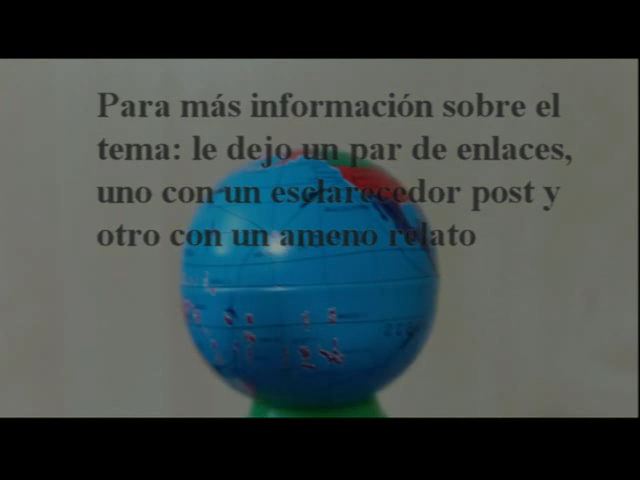 Para más información sobre el
tema: le dejo un par de enlaces,
uno con un esclarecedor post y
otro con un ameno relato